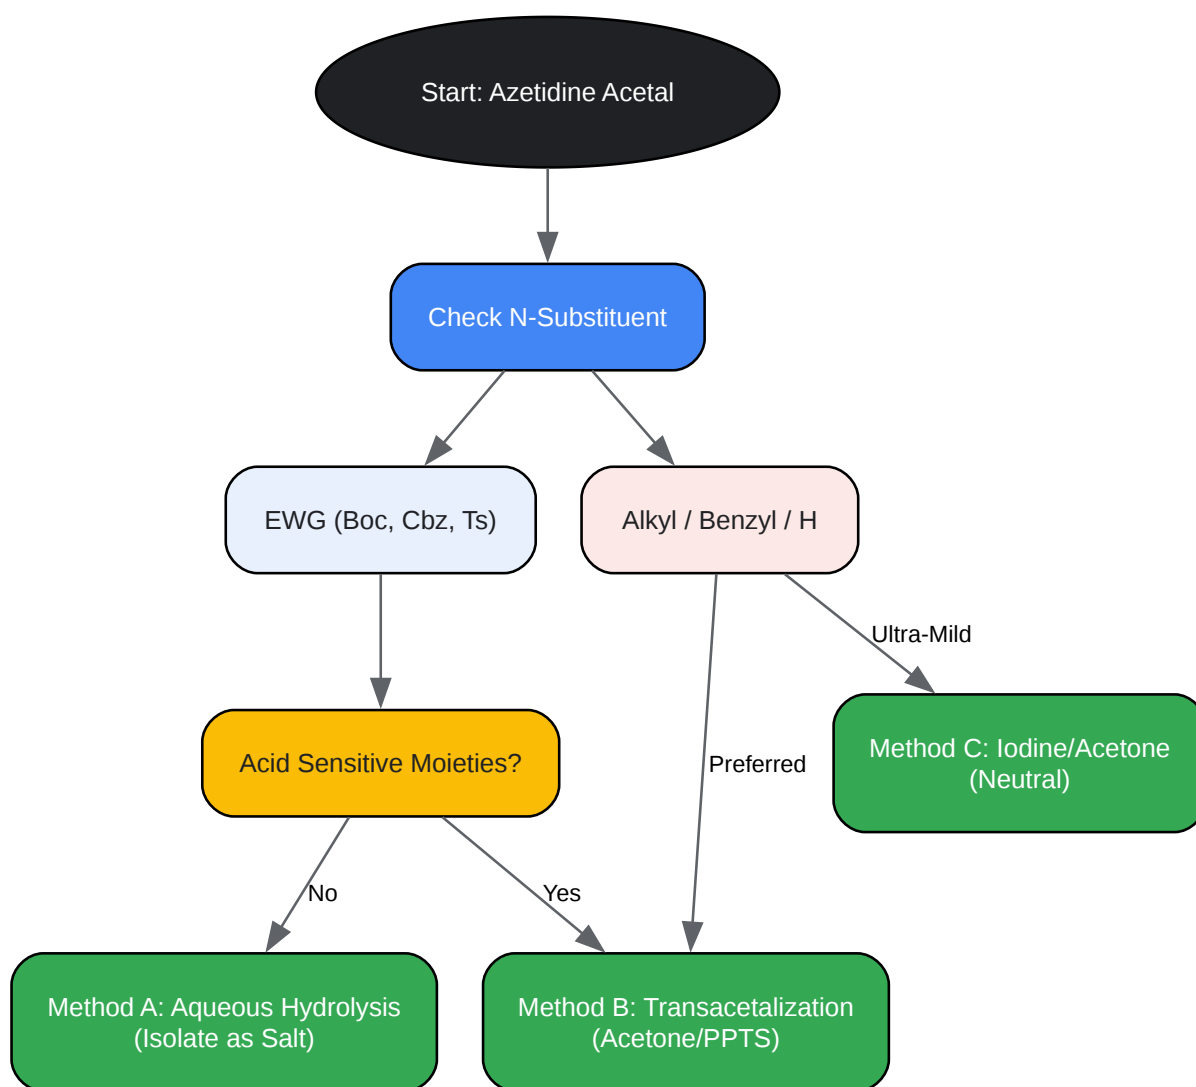 Start: Azetidine Acetal
Check N-Substituent
EWG (Boc, Cbz, Ts)
Alkyl / Benzyl / H
Ultra-Mild
Acid Sensitive Moieties?
Preferred
Method C: Iodine/Acetone
(Neutral)
No
Yes
Method A: Aqueous Hydrolysis
(Isolate as Salt)
Method B: Transacetalization
(Acetone/PPTS)